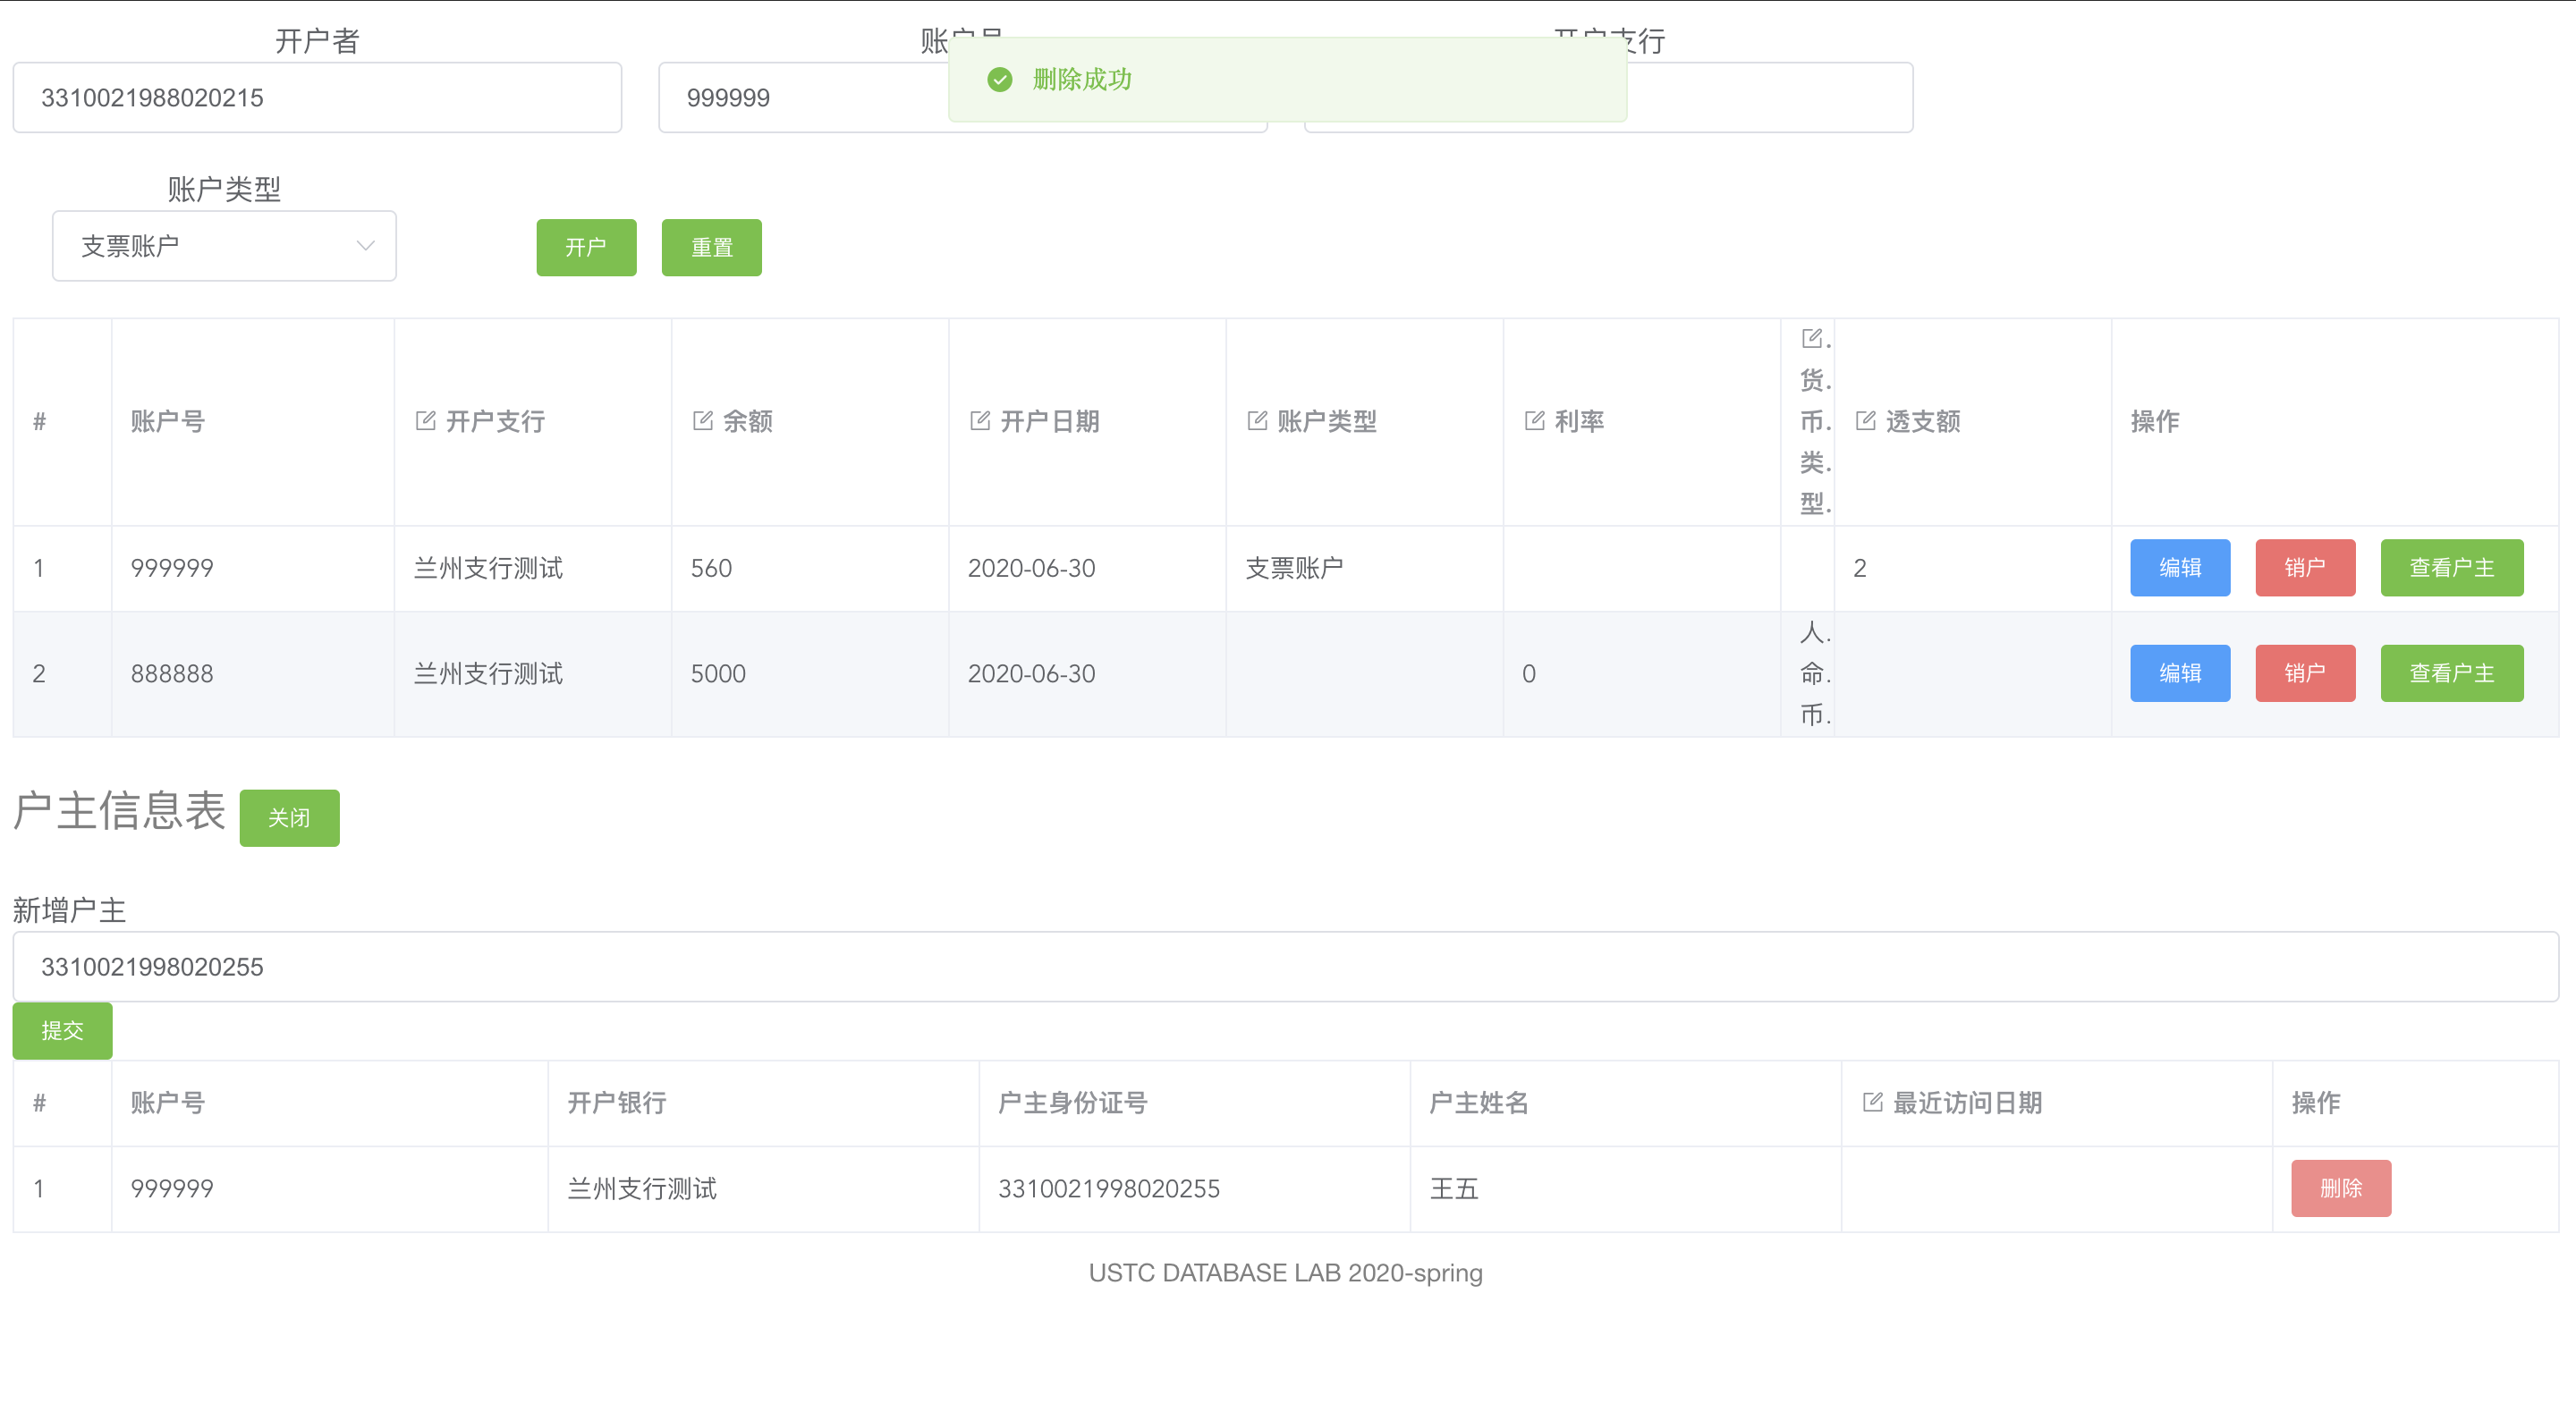 开户者
账户号
开户支行
删除成功
3310021988020215
999999
账户类型
支票账户
开户
重置
# 账户号 开户支行 余额 开户日期 账户类型 利率 货币类型 透支额 操作
1 999999 兰州支行测试 560 2020-06-30 支票账户 2 编辑 销户 查看户主
2 888888 兰州支行测试 5000 2020-06-30 0 人命币 编辑 销户 查看户主
户主信息表 关闭
新增户主
3310021998020255
提交
# 账户号 开户银行 户主身份证号 户主姓名 最近访问日期 操作
1 999999 兰州支行测试 3310021998020255 王五 删除
USTC DATABASE LAB 2020-spring